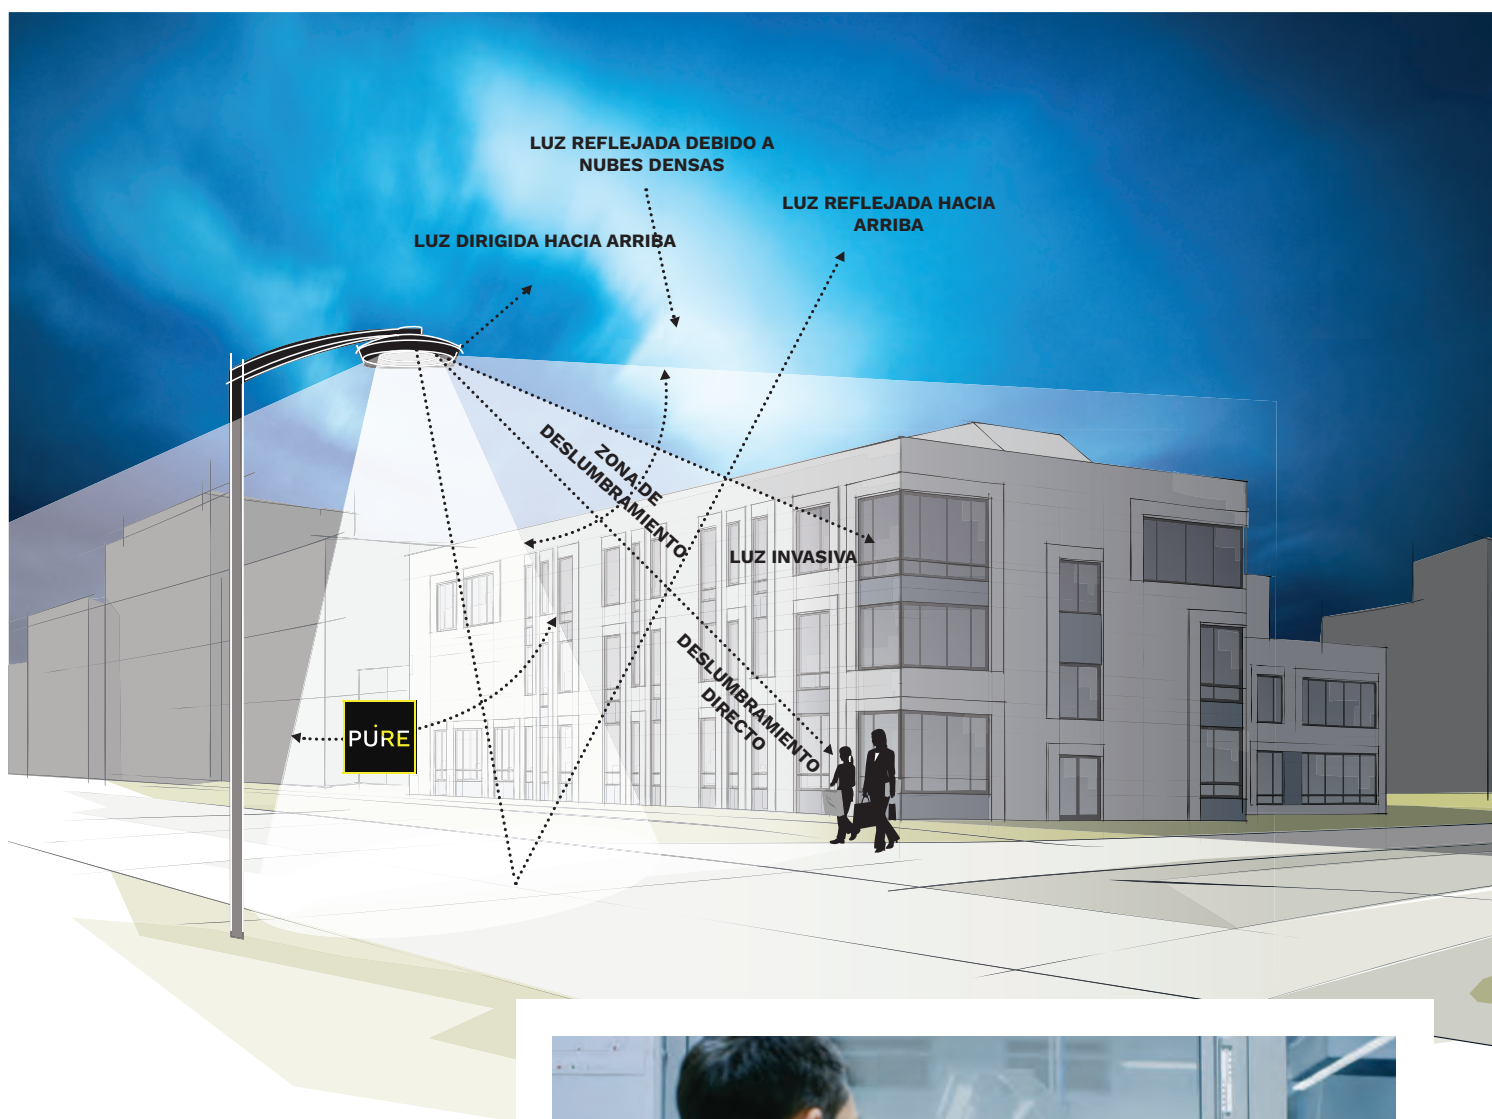 LUZ REFLEJADA DEBIDO A
NUBES DENSAS
LUZ REFLEJADA HACIA
ARRIBA
LUZ DIRIGIDA HACIA ARRIBA
ZONA DE
DESLUMBRAMIENTO
LUZ INVASIVA
DESLUMBRAMIENTO
DIRECTO
PURE